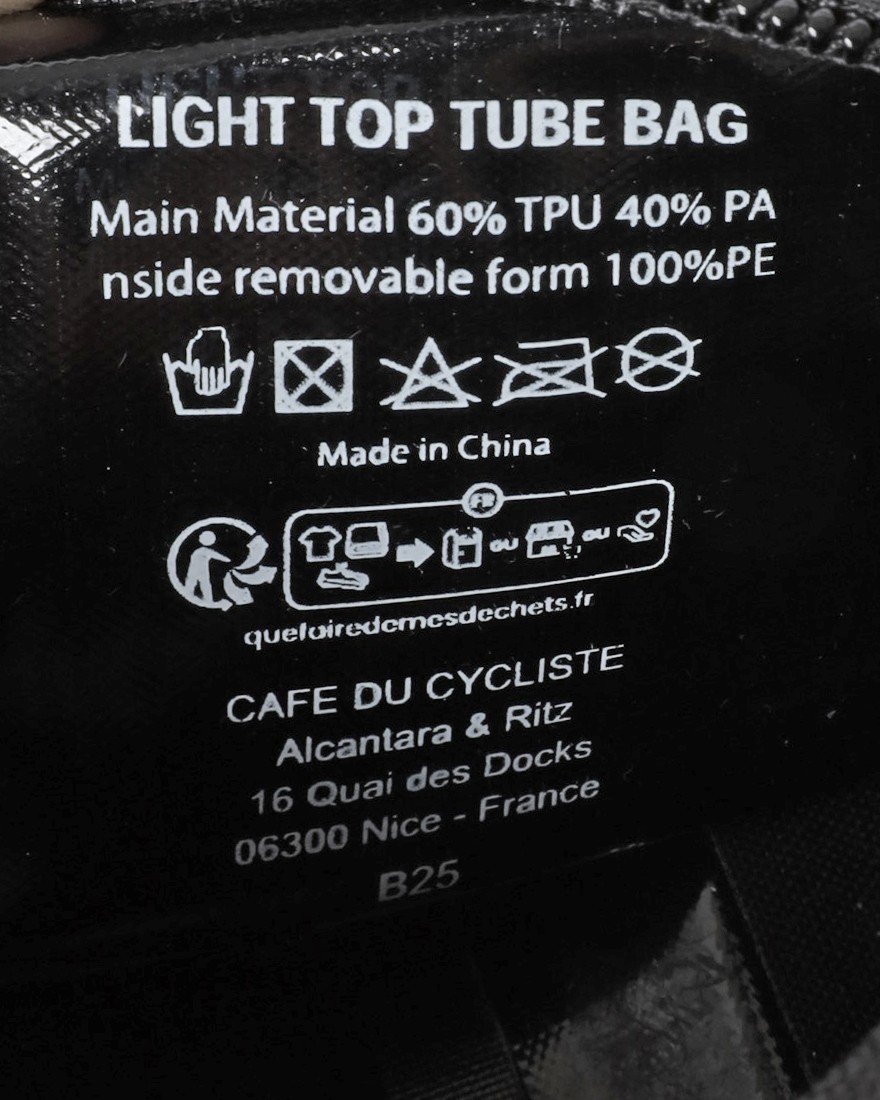 LIGHT TOP TUBE BAG
Main Material 60% TPU 40% PA
nside removable form 100%PE
Made in China
FR
OU OU
quefairedemesdechets.fr
CAFE DU CYCLISTE
Alcantara & Ritz
16 Quai des Docks
06300 Nice - France
B25